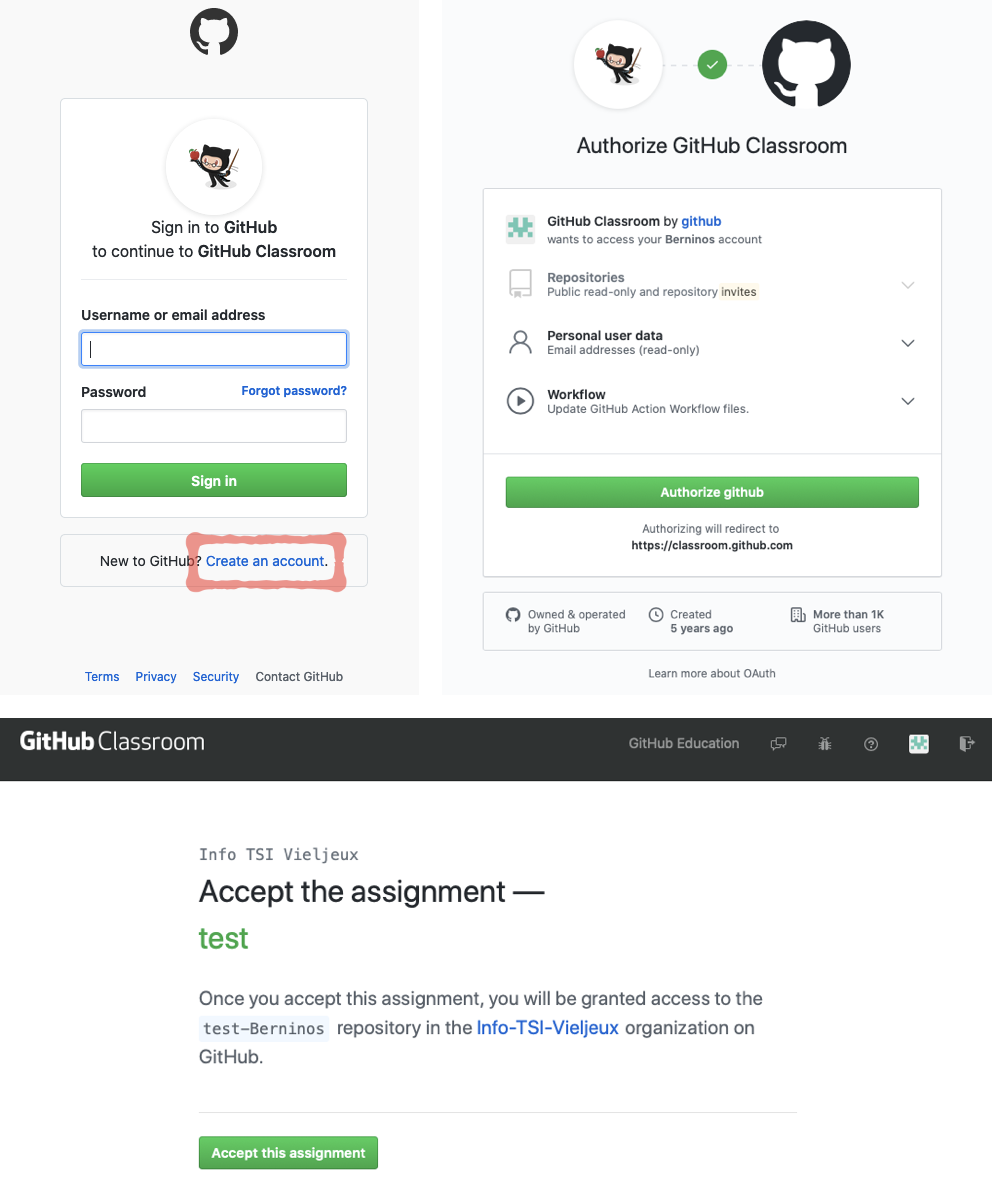 Sign in to GitHub
to continue to GitHub Classroom
Username or email address
Password
Forgot password?
Sign in
New to GitHub? Create an account.
Terms
Privacy
Security
Contact GitHub
Authorize GitHub Classroom
GitHub Classroom by github
wants to access your Berninos account
Repositories
Public read-only and repository invites
Personal user data
Email addresses (read-only)
Workflow
Update GitHub Action Workflow files.
Authorize github
Authorizing will redirect to
https://classroom.github.com
Owned & operated
by GitHub
Created
5 years ago
More than 1K
GitHub users
Learn more about OAuth
GitHub Classroom
GitHub Education
Info TSI Vieljeux
Accept the assignment —
test
Once you accept this assignment, you will be granted access to the
test-Berninos repository in the Info-TSI-Vieljeux organization on
GitHub.
Accept this assignment